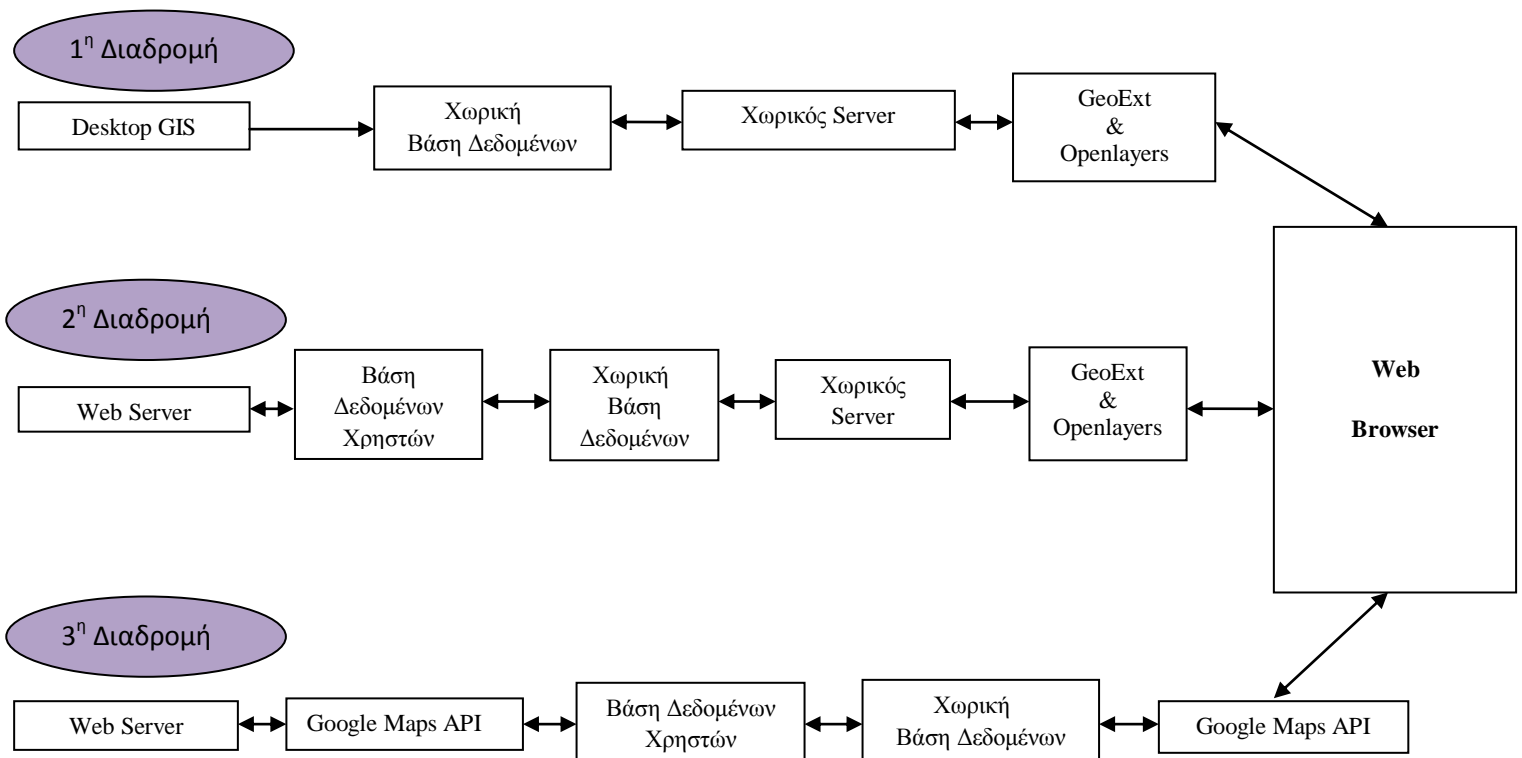 1η Διαδρομή
Desktop GIS
Χωρική
Βάση Δεδομένων
Χωρικός Server
GeoExt
&
Openlayers
2η Διαδρομή
Web Server
Βάση
Δεδομένων
Χρηστών
Χωρική
Βάση
Δεδομένων
Χωρικός
Server
GeoExt
&
Openlayers
Web
Browser
3η Διαδρομή
Web Server
Google Maps API
Βάση Δεδομένων
Χρηστών
Χωρική
Βάση Δεδομένων
Google Maps API